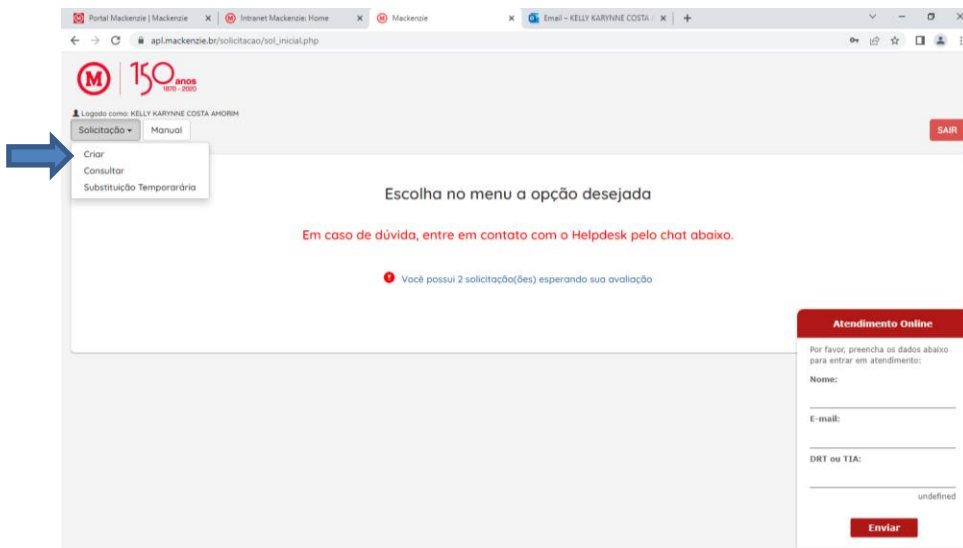 Portal Mackenzie | Mackenzie
Intranet Mackenzie: Home
Mackenzie
Email – KELLY KARYNNE COSTA
apl.mackenzie.br/solicitacao/sol_inicial.php
M
150 anos
1870 - 2020
Logado como: KELLY KARYNNE COSTA AMORIM
Solicitação
Manual
SAIR
Criar
Consultar
Substituição Temporarária
Escolha no menu a opção desejada
Em caso de dúvida, entre em contato com o Helpdesk pelo chat abaixo.
Você possui 2 solicitação(ões) esperando sua avaliação
Atendimento Online
Por favor, preencha os dados abaixo
para entrar em atendimento:
Nome:
E-mail:
DRT ou TIA:
undefined
Enviar